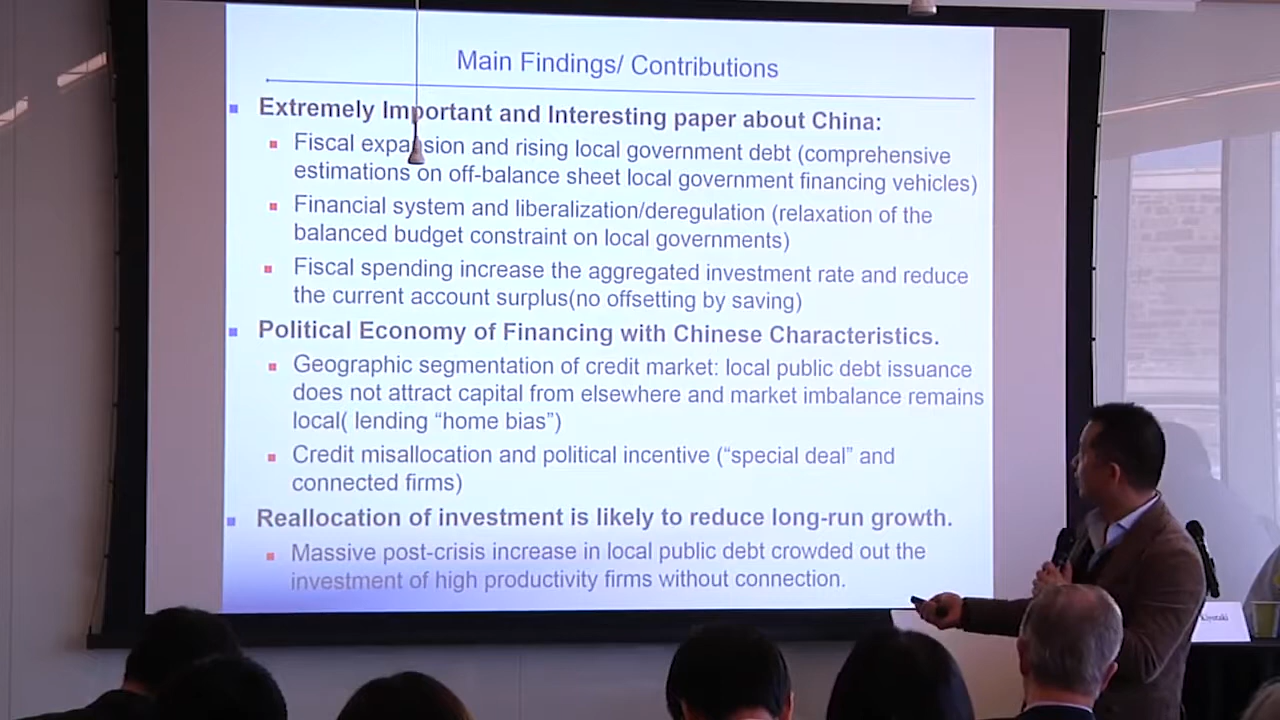 Main Findings/ Contributions
Extremely Important and Interesting paper about China:
Fiscal expansion and rising local government debt (comprehensive
estimations on off-balance sheet local government financing vehicles)
Financial system and liberalization/deregulation (relaxation of the
balanced budget constraint on local governments)
Fiscal spending increase the aggregated investment rate and reduce
the current account surplus(no offsetting by saving)
Political Economy of Financing with Chinese Characteristics.
Geographic segmentation of credit market: local public debt issuance
does not attract capital from elsewhere and market imbalance remains
local( lending “home bias”)
Credit misallocation and political incentive (“special deal” and
connected firms)
Reallocation of investment is likely to reduce long-run growth.
Massive post-crisis increase in local public debt crowded out the
investment of high productivity firms without connection.
Kiyotaki